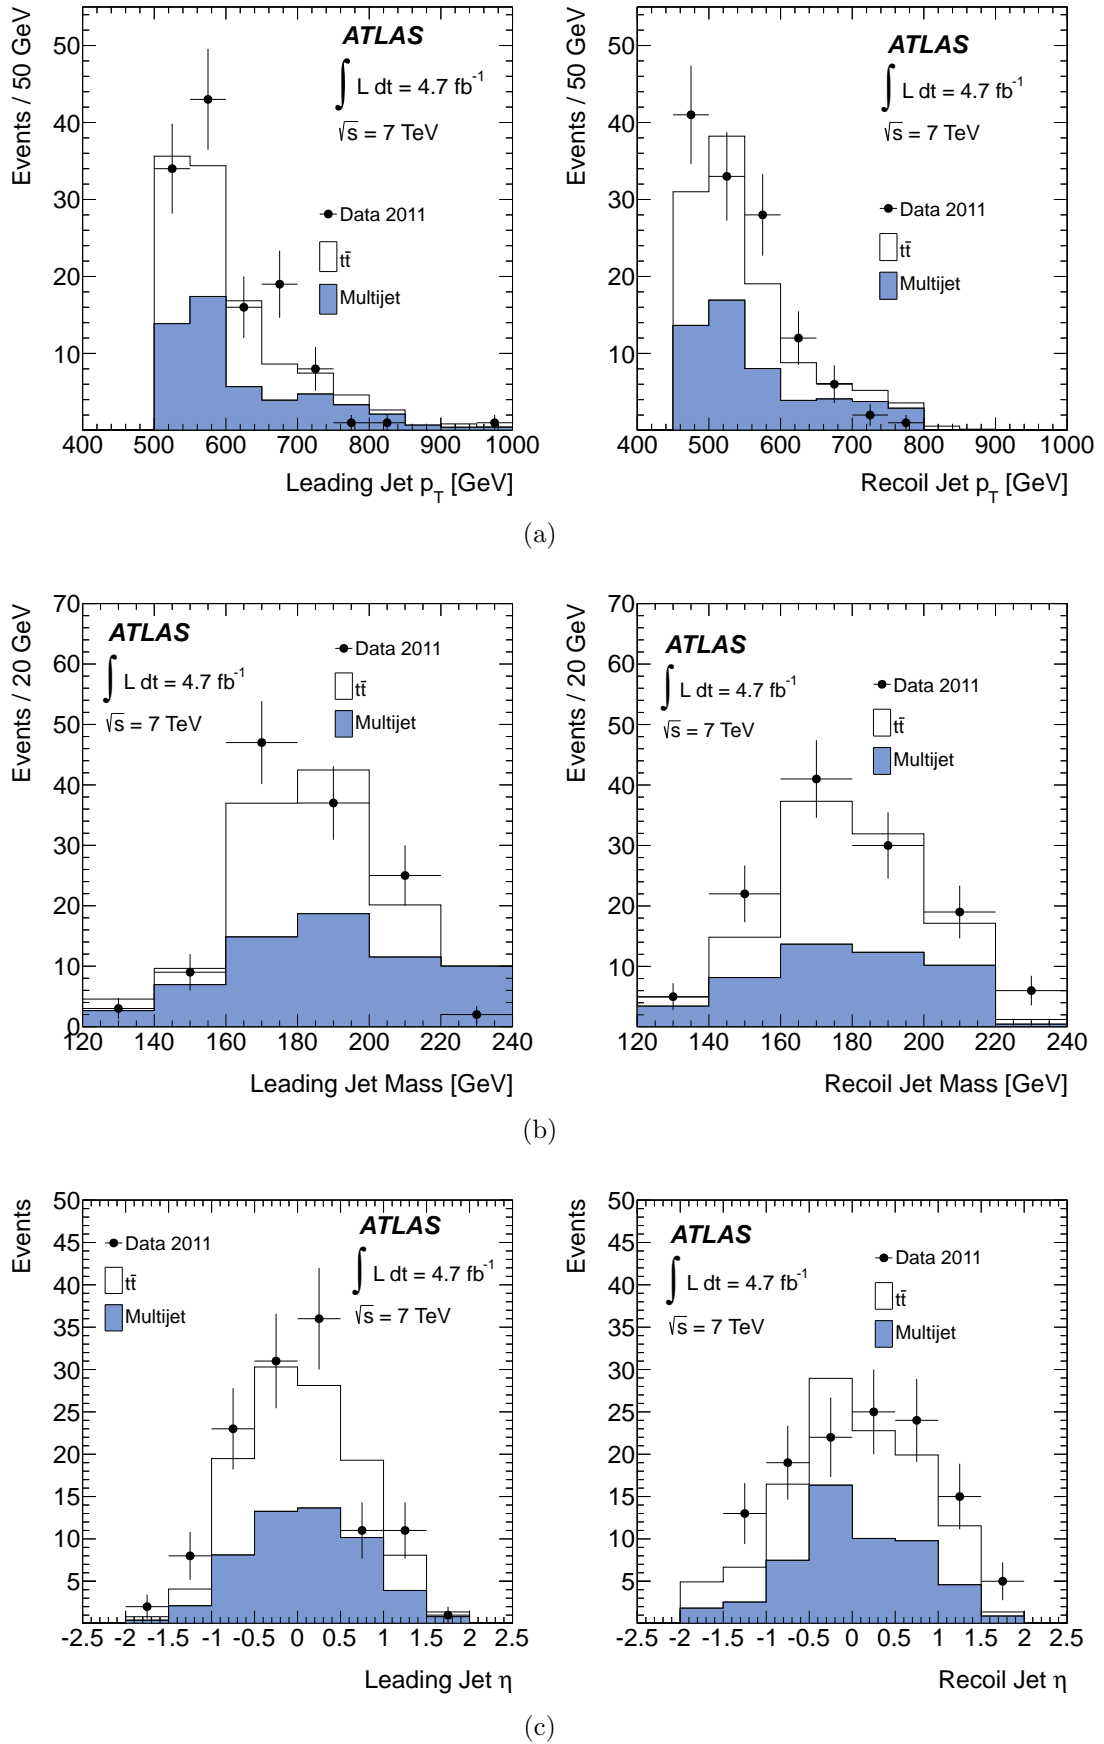 Events / 50 GeV
50
40
30
20
10
400 500 600 700 800 900 1000
Leading Jet p_T [GeV]
ATLAS
∫ L dt = 4.7 fb⁻¹
√s = 7 TeV
Data 2011
tt̄
Multijet
Events / 50 GeV
50
40
30
20
10
400 500 600 700 800 900 1000
Recoil Jet p_T [GeV]
ATLAS
∫ L dt = 4.7 fb⁻¹
√s = 7 TeV
Data 2011
tt̄
Multijet
(a)
Events / 20 GeV
70
60
50
40
30
20
10
0
120 140 160 180 200 220 240
Leading Jet Mass [GeV]
ATLAS
∫ L dt = 4.7 fb⁻¹
√s = 7 TeV
Data 2011
tt̄
Multijet
Events / 20 GeV
70
60
50
40
30
20
10
120 140 160 180 200 220 240
Recoil Jet Mass [GeV]
ATLAS
∫ L dt = 4.7 fb⁻¹
√s = 7 TeV
Data 2011
tt̄
Multijet
(b)
Events
50
45
40
35
30
25
20
15
10
5
-2.5 -2 -1.5 -1 -0.5 0 0.5 1 1.5 2 2.5
Leading Jet η
Data 2011
tt̄
Multijet
ATLAS
∫ L dt = 4.7 fb⁻¹
√s = 7 TeV
Events
50
45
40
35
30
25
20
15
10
5
-2.5 -2 -1.5 -1 -0.5 0 0.5 1 1.5 2 2.5
Recoil Jet η
ATLAS
∫ L dt = 4.7 fb⁻¹
√s = 7 TeV
Data 2011
tt̄
Multijet
(c)